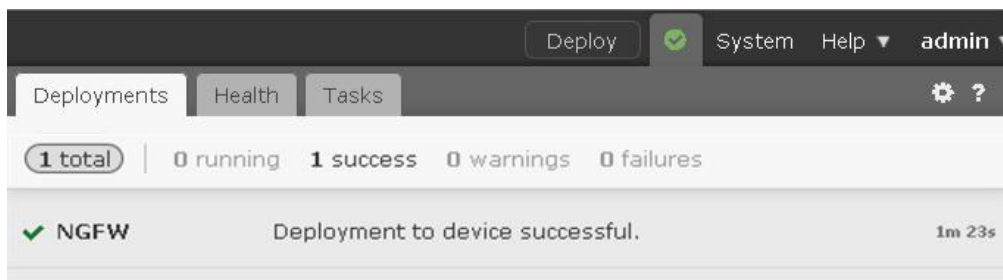 Deploy System Help ▾ admin
Deployments Health Tasks ?
1 total 0 running 1 success 0 warnings 0 failures
NGFW Deployment to device successful. 1m 23s